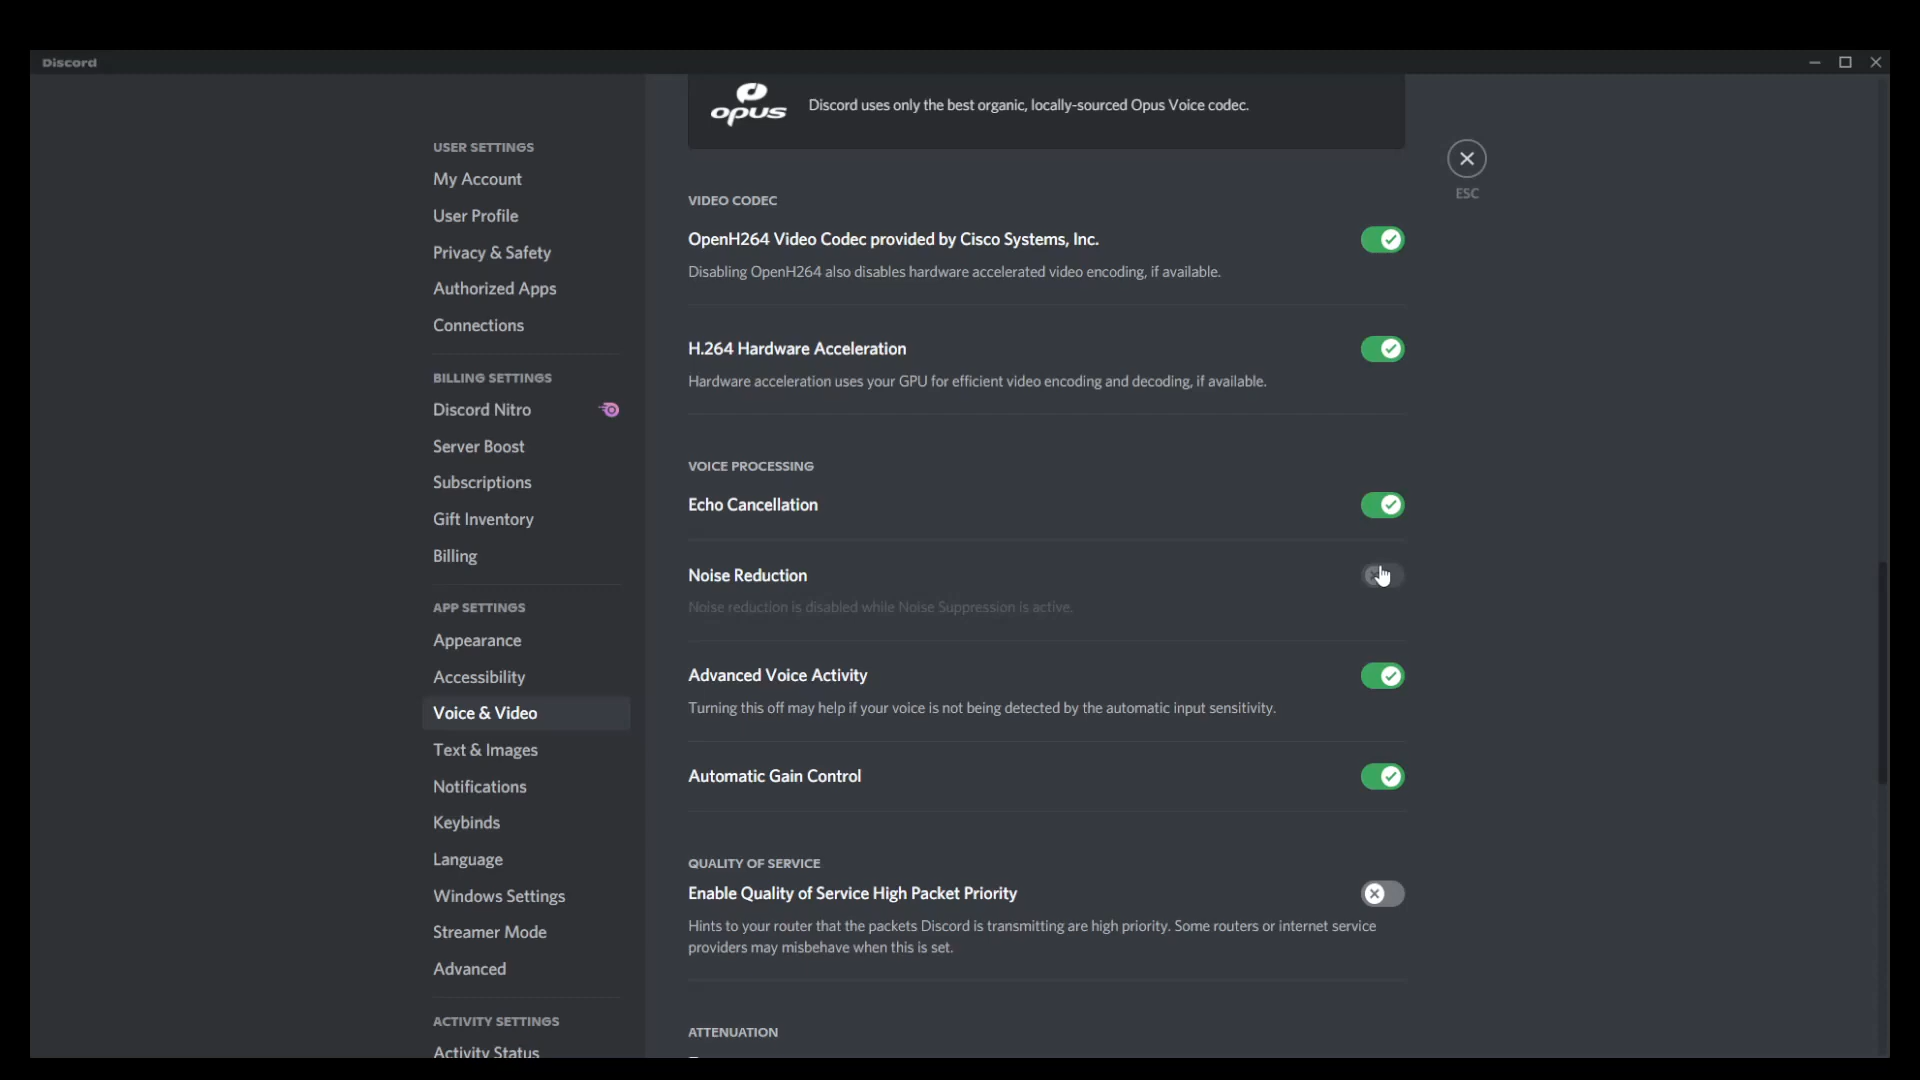 Discord
opus
Discord uses only the best organic, locally-sourced Opus Voice codec.
ESC
USER SETTINGS
My Account
User Profile
Privacy & Safety
Authorized Apps
Connections
BILLING SETTINGS
Discord Nitro
Server Boost
Subscriptions
Gift Inventory
Billing
APP SETTINGS
Appearance
Accessibility
Voice & Video
Text & Images
Notifications
Keybinds
Language
Windows Settings
Streamer Mode
Advanced
ACTIVITY SETTINGS
Activity Status
VIDEO CODEC
OpenH264 Video Codec provided by Cisco Systems, Inc.
Disabling OpenH264 also disables hardware accelerated video encoding, if available.
H.264 Hardware Acceleration
Hardware acceleration uses your GPU for efficient video encoding and decoding, if available.
VOICE PROCESSING
Echo Cancellation
Noise Reduction
Noise reduction is disabled while Noise Suppression is active.
Advanced Voice Activity
Turning this off may help if your voice is not being detected by the automatic input sensitivity.
Automatic Gain Control
QUALITY OF SERVICE
Enable Quality of Service High Packet Priority
Hints to your router that the packets Discord is transmitting are high priority. Some routers or internet service
providers may misbehave when this is set.
ATTENUATION